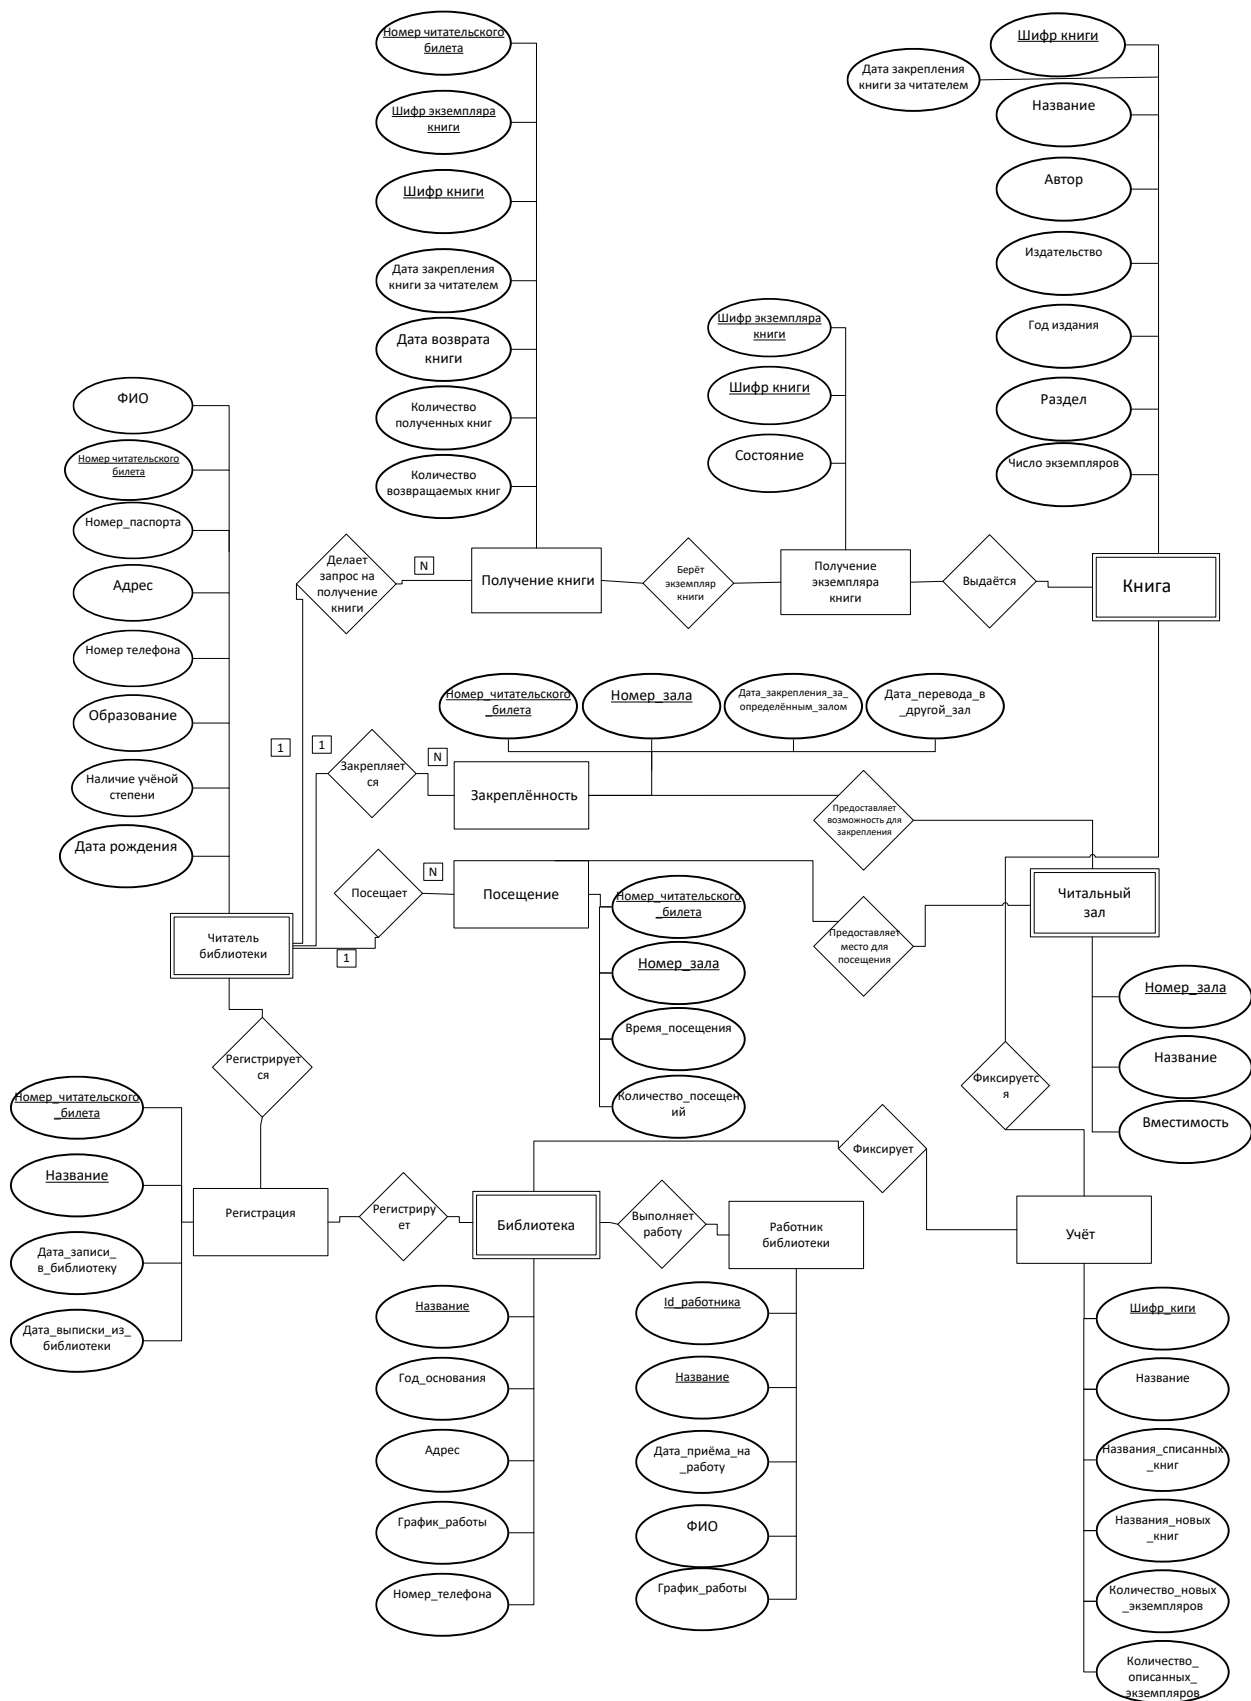 Номер читательского
билета
Шифр экземпляра
книги
Шифр книги
Дата закрепления
книги за читателем
Дата возврата
книги
Количество
полученных книг
Количество
возвращаемых книг
Шифр книги
Дата закрепления
книги за читателем
Название
Автор
Издательство
Год издания
Раздел
Число экземпляров
Шифр экземпляра
книги
Шифр книги
Состояние
ФИО
Номер читательского
билета
Номер_паспорта
Адрес
Номер телефона
Образование
Наличие учёной
степени
Дата рождения
Делает
запрос на
получение
книги
N
Получение книги
Берёт
экземпляр
книги
Получение
экземпляра
книги
Выдаётся
Книга
Номер_читательского
_билета
Номер_зала
Дата_закрепления_за_
определённым_залом
Дата_перевода_в
_другой_зал
1
1
Закрепляет
ся
N
Закреплённость
Предоставляет
возможность для
закрепления
Посещает
N
Посещение
1
Номер_читательского
_билета
Номер_зала
Время_посещения
Количество_посещен
ий
Предоставляет
место для
посещения
Читальный
зал
Номер_зала
Название
Вместимость
Читатель
библиотеки
Регистрирует
ся
Фиксируетс
я
Номер_читательского
_билета
Название
Дата_записи_
в_библиотеку
Дата_выписки_из_
библиотеки
Регистрация
Регистриру
ет
Библиотека
Выполняет
работу
Работник
библиотеки
Фиксирует
Учёт
Название
Год_основания
Адрес
График_работы
Номер_телефона
Id_работника
Название
Дата_приёма_на
_работу
ФИО
График_работы
Шифр_киги
Название
Названия_списанных
_книг
Названия_новых
_книг
Количество_новых
_экземпляров
Количество_
описанных_
экземпляров